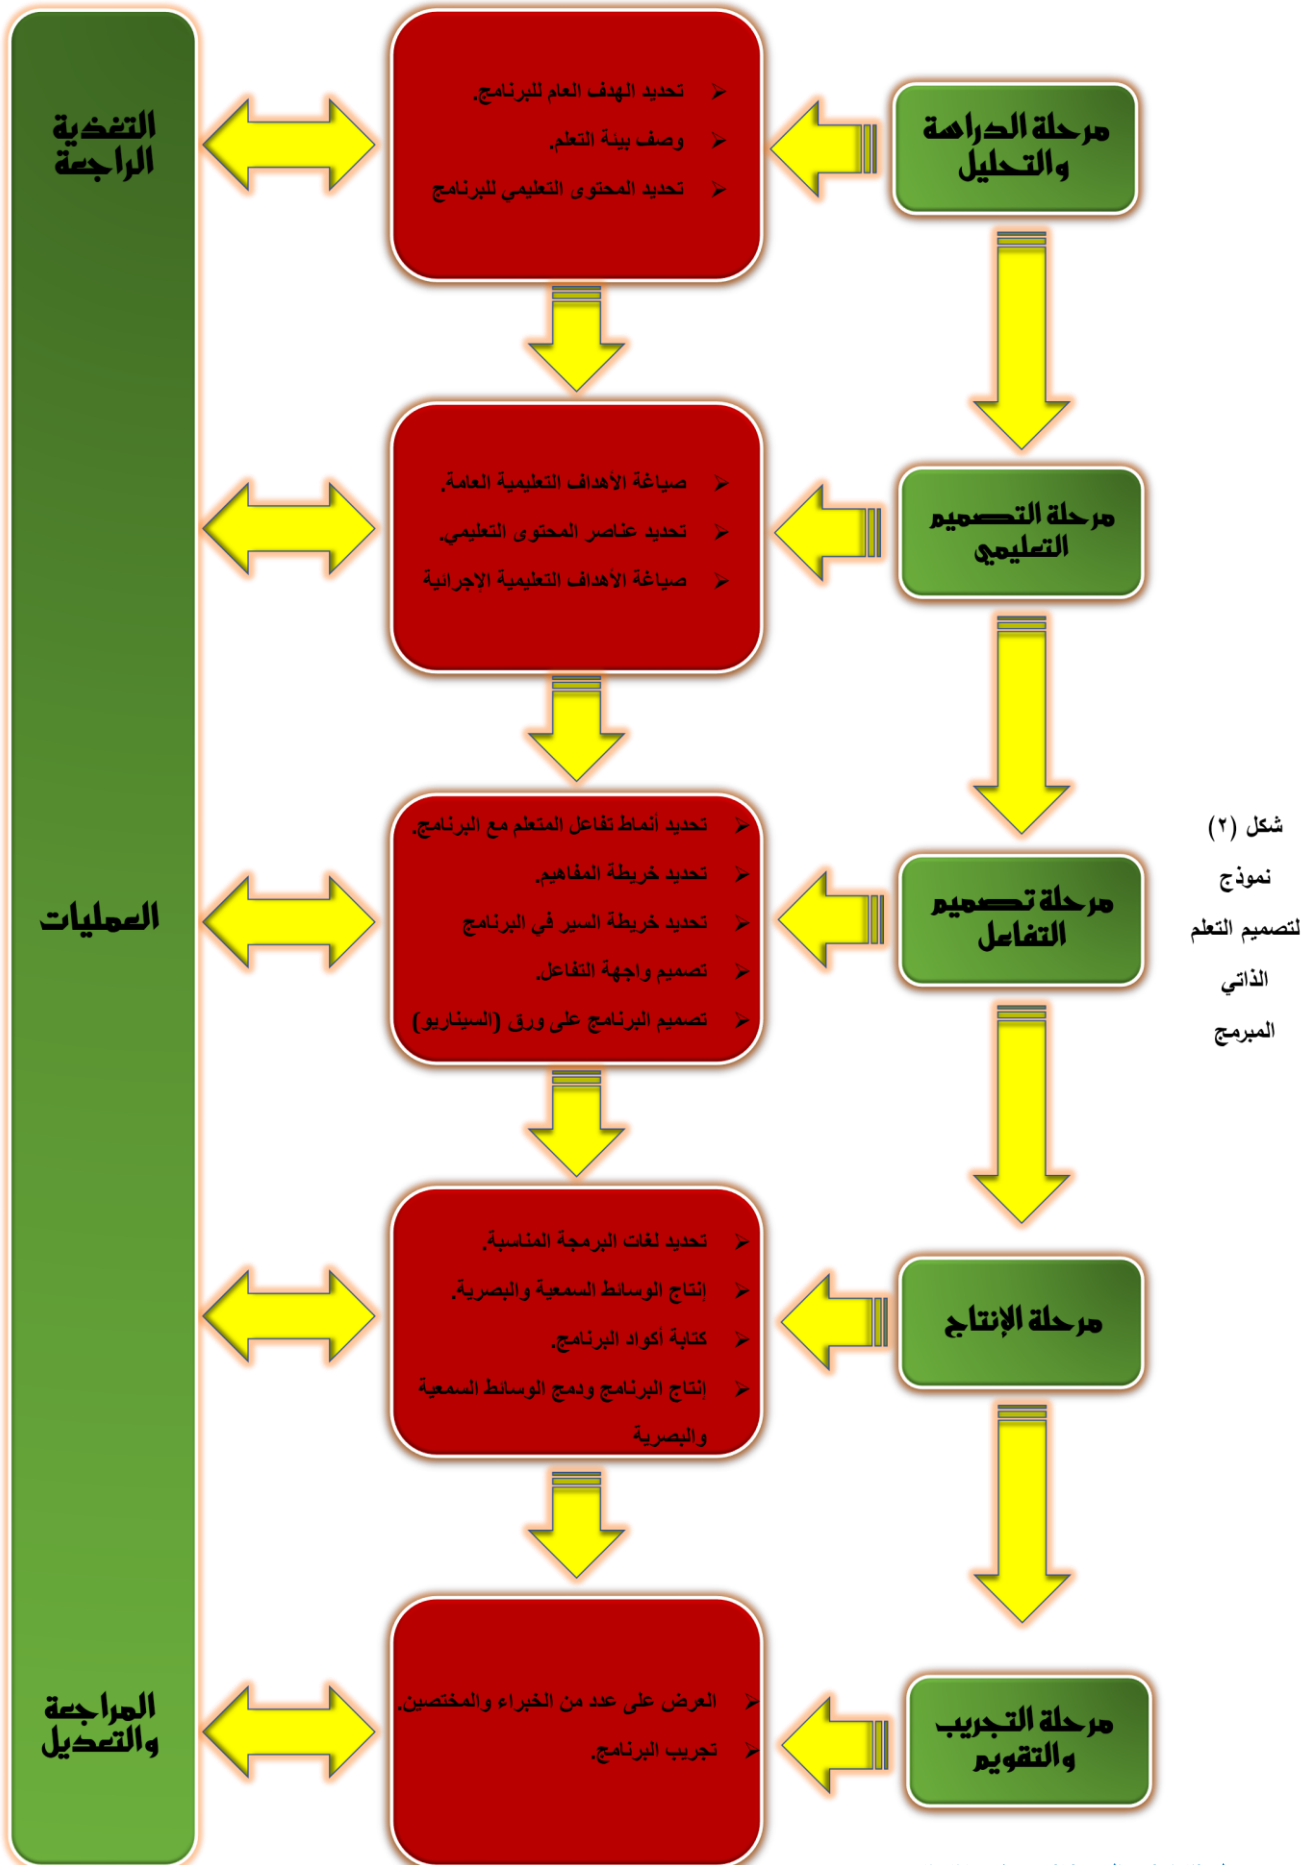 مرحلة الدراسة
والتحليل
تحديد الهدف العام للبرنامج.
وصف بيئة التعلم.
تحديد المحتوى التعليمي للبرنامج
التغذية
الراجعة
مرحلة التصميم
التعليمي
صياغة الأهداف التعليمية العامة.
تحديد عناصر المحتوى التعليمي.
صياغة الأهداف التعليمية الإجرائية
شكل (٢)
نموذج
لتصميم التعلم
الذاتي
المبرمج
مرحلة تصميم
التفاعل
تحديد أنماط تفاعل المتعلم مع البرنامج.
تحديد خريطة المفاهيم.
تحديد خريطة السير في البرنامج
تصميم واجهة التفاعل.
تصميم البرنامج على ورق (السيناريو)
العمليات
مرحلة الإنتاج
تحديد لغات البرمجة المناسبة.
إنتاج الوسائط السمعية والبصرية.
كتابة أكواد البرنامج.
إنتاج البرنامج ودمج الوسائط السمعية
والبصرية
مرحلة التجريب
والتقويم
العرض على عدد من الخبراء والمختصين.
تجريب البرنامج.
المراجعة
والتعديل